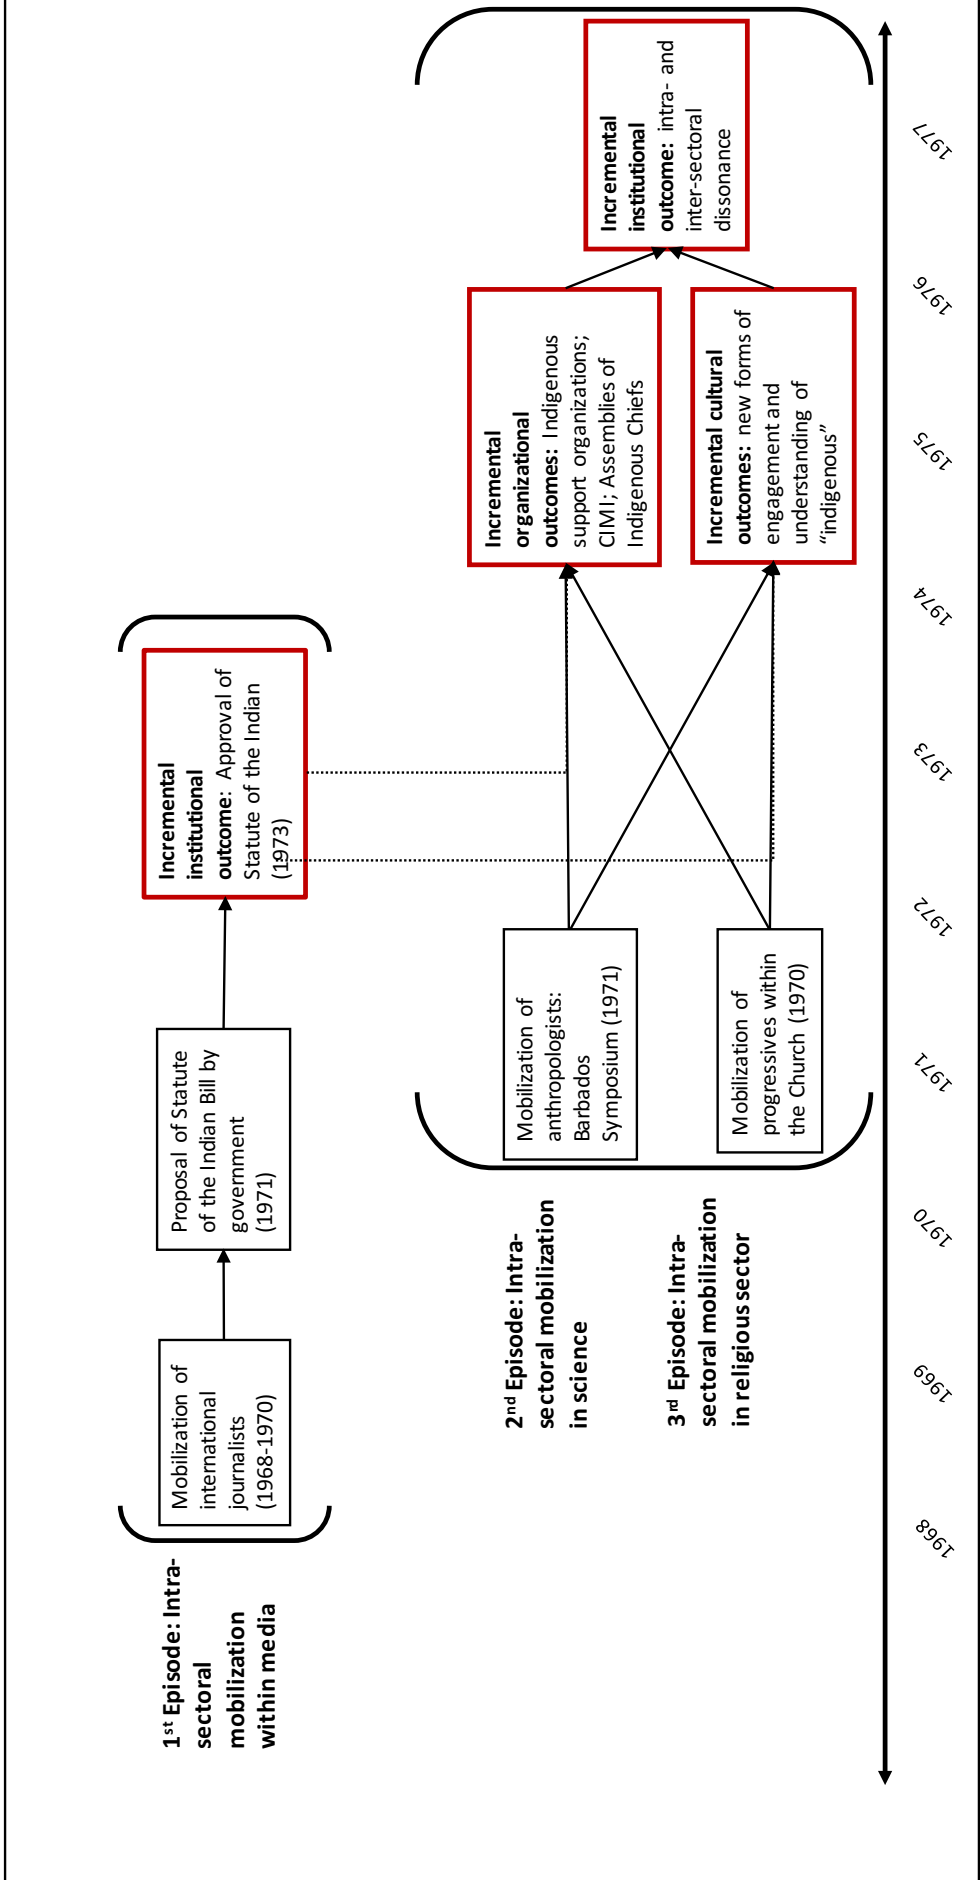 1st Episode: Intra-
sectoral
mobilization
within media
Mobilization of
international
journalists
(1968-1970)
Proposal of Statute
of the Indian Bill by
government
(1971)
Incremental
institutional
outcome: Approval of
Statute of the Indian
(1973)
2nd Episode: Intra-
sectoral mobilization
in science
3rd Episode: Intra-
sectoral mobilization
in religious sector
Mobilization of
anthropologists:
Barbados
Symposium (1971)
Mobilization of
progressives within
the Church (1970)
Incremental
organizational
outcomes: Indigenous
support organizations;
CIMI; Assemblies of
Indigenous Chiefs
Incremental cultural
outcomes: new forms of
engagement and
understanding of
“indigenous”
Incremental
institutional
outcome: intra- and
inter-sectoral
dissonance
1968
1969
1970
1971
1972
1973
1974
1975
1976
1977